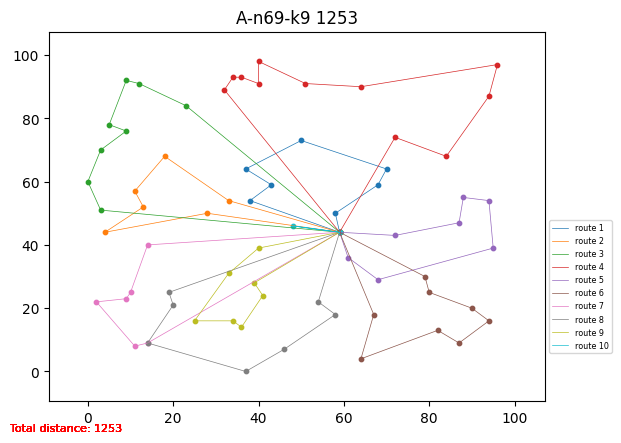 A-n69-k9 1253
100
80
60
40
20
0
0 20 40 60 80 100
route 1
route 2
route 3
route 4
route 5
route 6
route 7
route 8
route 9
route 10
Total distance: 1253